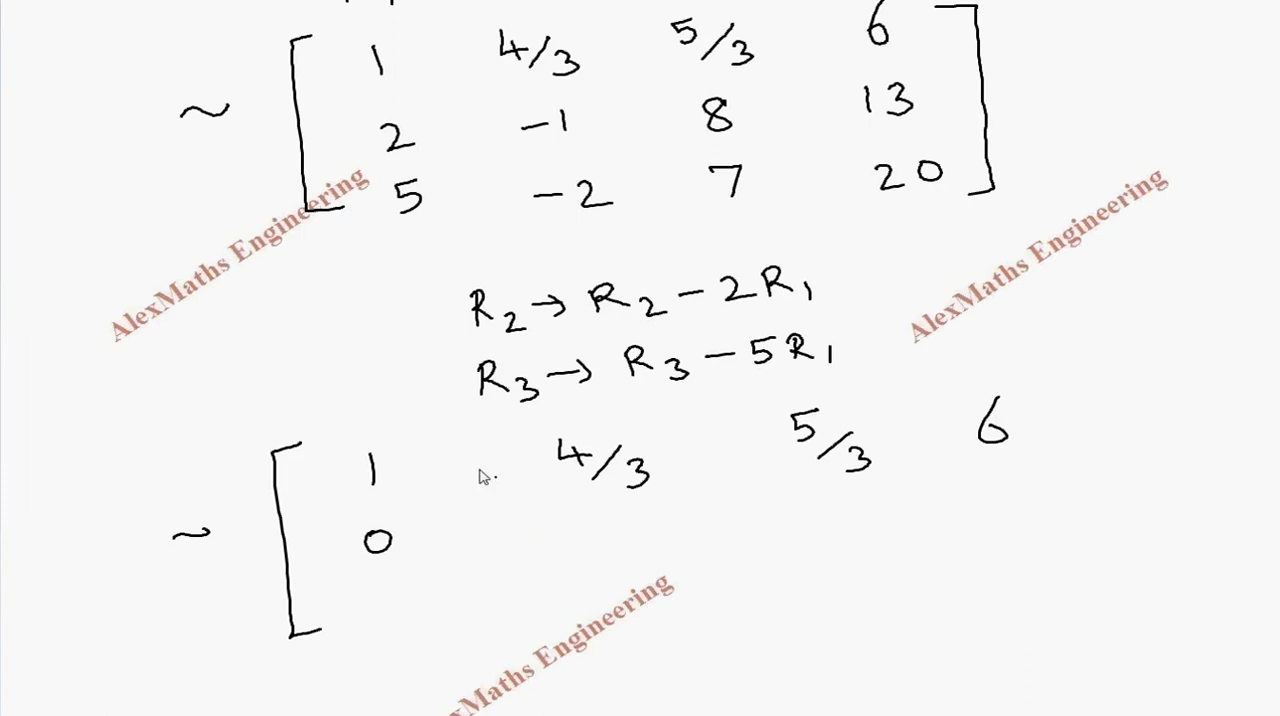 1 4/3 5/3 6
~ 2 -1 8 13
5 -2 7 20
R2 → R2 - 2R1
R3 → R3 - 5R1
1 4/3 5/3 6
~ 0
AlexMaths Engineering
AlexMaths Engineering
AlexMaths Engineering